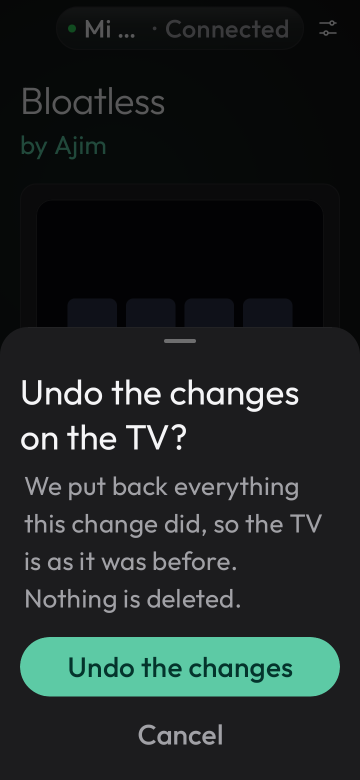 Mi ... · Connected
Bloatless
by Ajim
Undo the changes
on the TV?
We put back everything
this change did, so the TV
is as it was before.
Nothing is deleted.
Undo the changes
Cancel